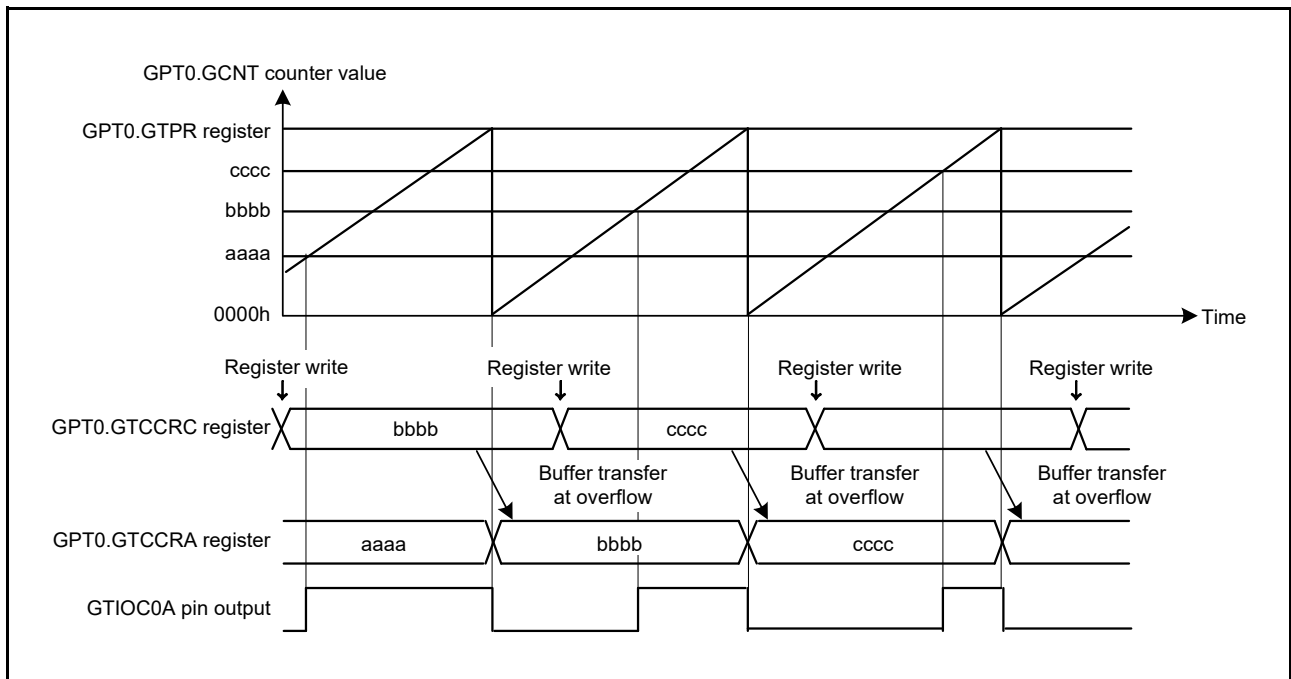 GPT0.GCNT counter value
GPT0.GTPR register
cccc
bbbb
aaaa
0000h
Time
Register write
Register write
Register write
Register write
GPT0.GTCCRC register
bbbb
cccc
Buffer transfer
at overflow
Buffer transfer
at overflow
Buffer transfer
at overflow
GPT0.GTCCRA register
aaaa
bbbb
cccc
GTIOC0A pin output